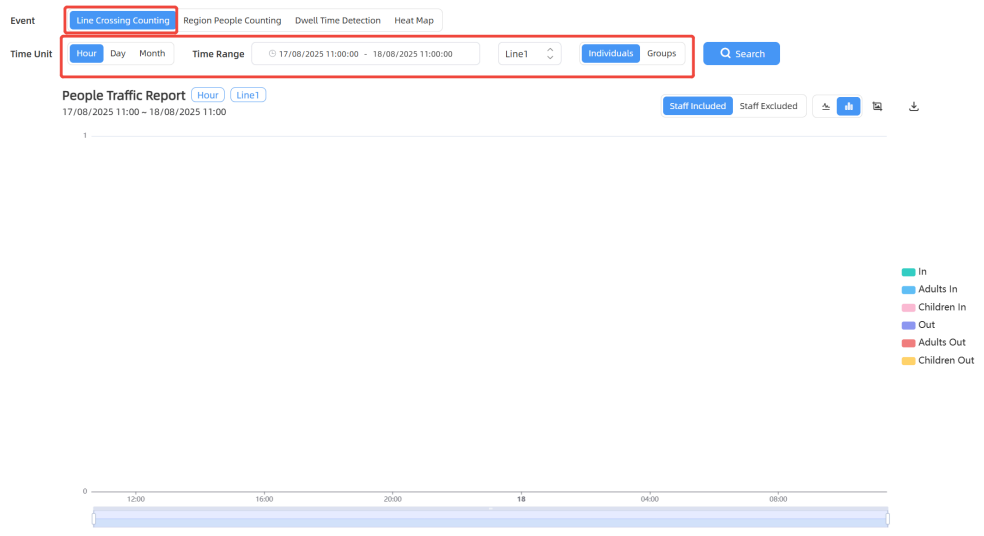 Event Line Crossing Counting Region People Counting Dwell Time Detection Heat Map
Time Unit Hour Day Month Time Range 17/08/2025 11:00:00 - 18/08/2025 11:00:00 Line1 Individuals Groups Search
People Traffic Report Hour Line1
17/08/2025 11:00 ~ 18/08/2025 11:00
Staff Included Staff Excluded
1
In
Adults In
Children In
Out
Adults Out
Children Out
0
12:00 16:00 20:00 18 04:00 08:00